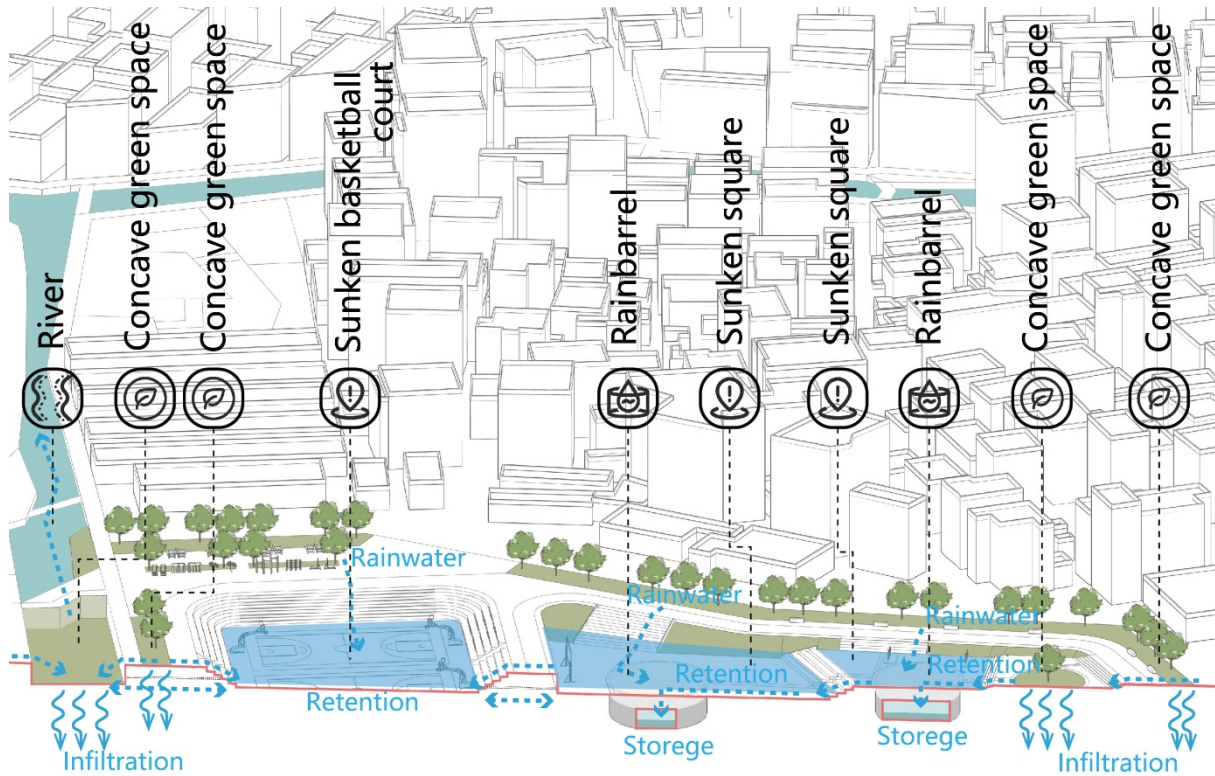 River
Concave green space
Concave green space
Sunken basketball
court
Rainbarrel
Sunken square
Sunken square
Rainbarrel
Concave green space
Concave green space
Rainwater
Rainwater
Rainwater
Retention
Retention
Retention
Storege
Storege
Infiltration
Infiltration